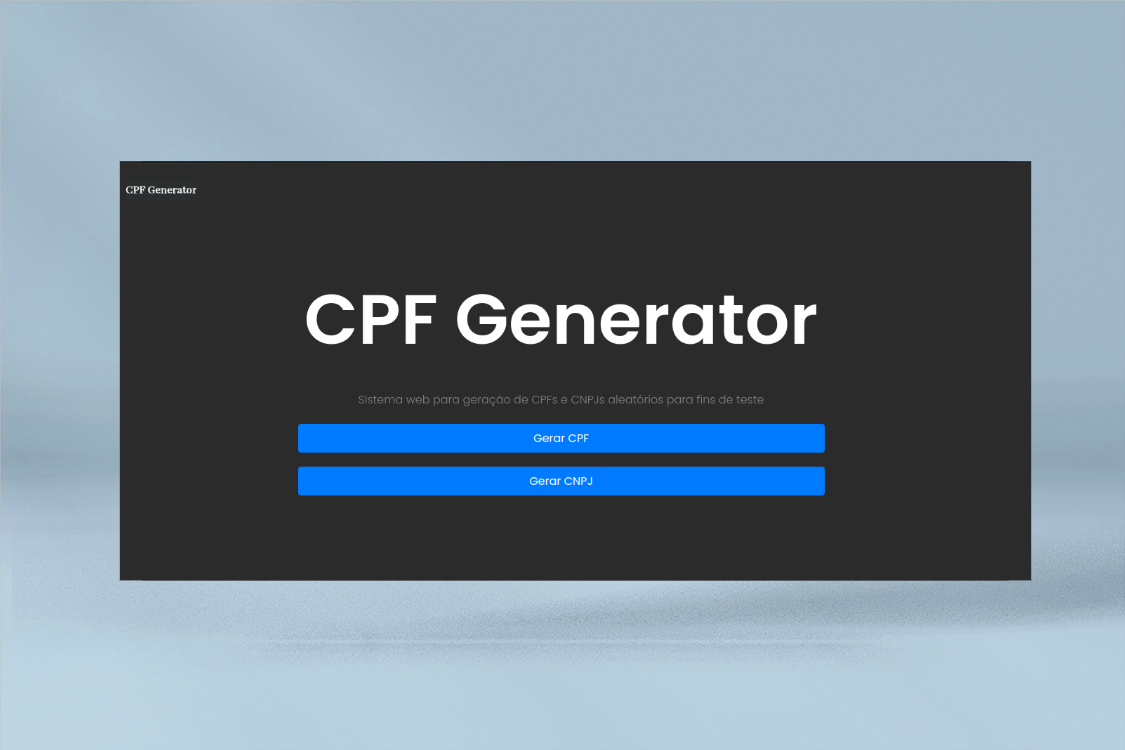 CPF Generator
CPF Generator
Sistema web para geração de CPFs e CNPJs aleatórios para fins de teste
Gerar CPF
Gerar CNPJ